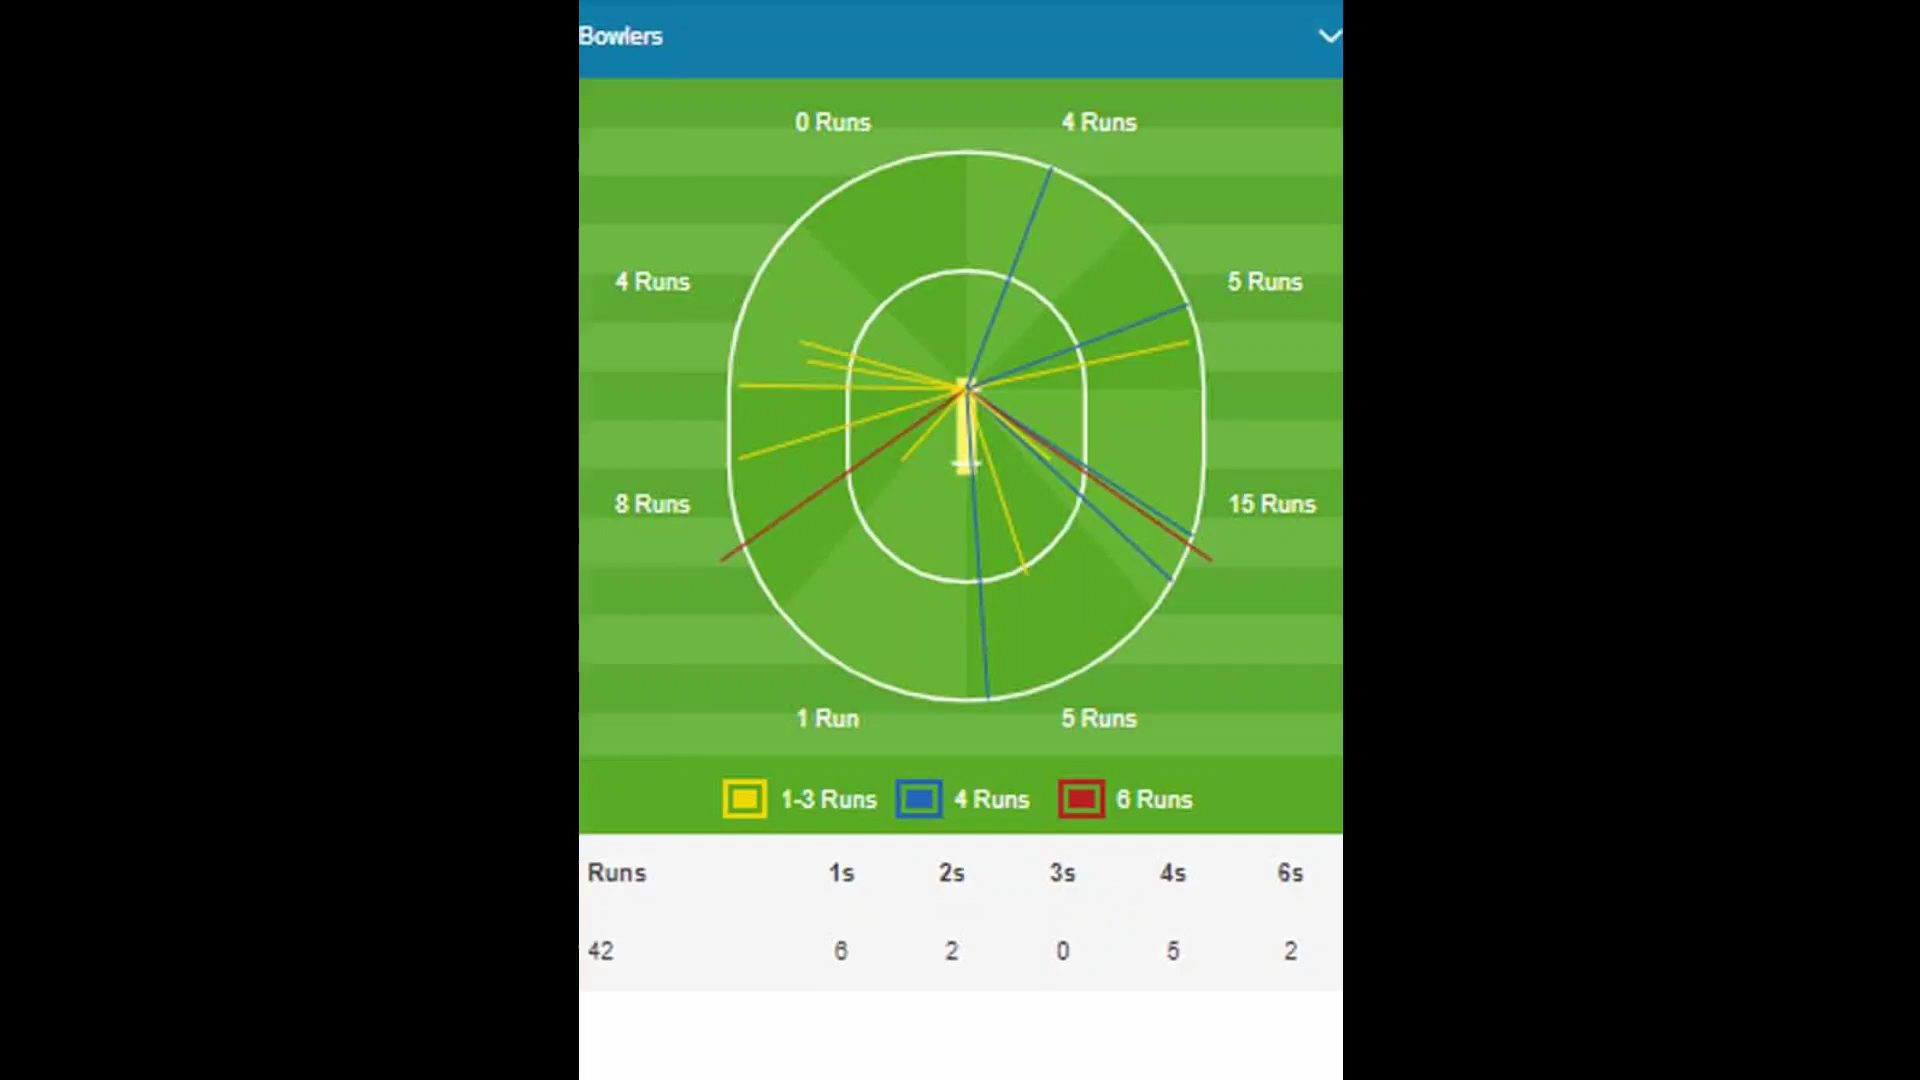 Bowlers
0 Runs 4 Runs
4 Runs 5 Runs
8 Runs 15 Runs
1 Run 5 Runs
1-3 Runs 4 Runs 6 Runs
Runs 1s 2s 3s 4s 6s
42 6 2 0 5 2